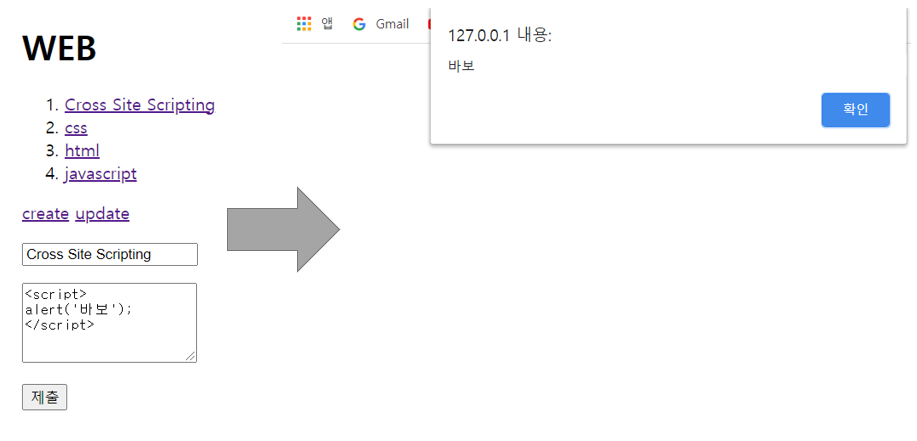 WEB
1. Cross Site Scripting
2. css
3. html
4. javascript
create update
Cross Site Scripting
<script>
alert('바보');
</script>
제출
앱 Gmail
127.0.0.1 내용:
바보
확인